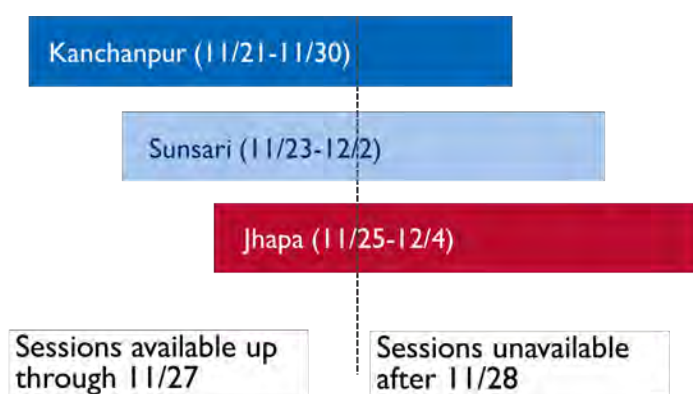 Kanchanpur (11/21-11/30)
Sunsari (11/23-12/2)
Jhapa (11/25-12/4)
Sessions available up
through 11/27
Sessions unavailable
after 11/28